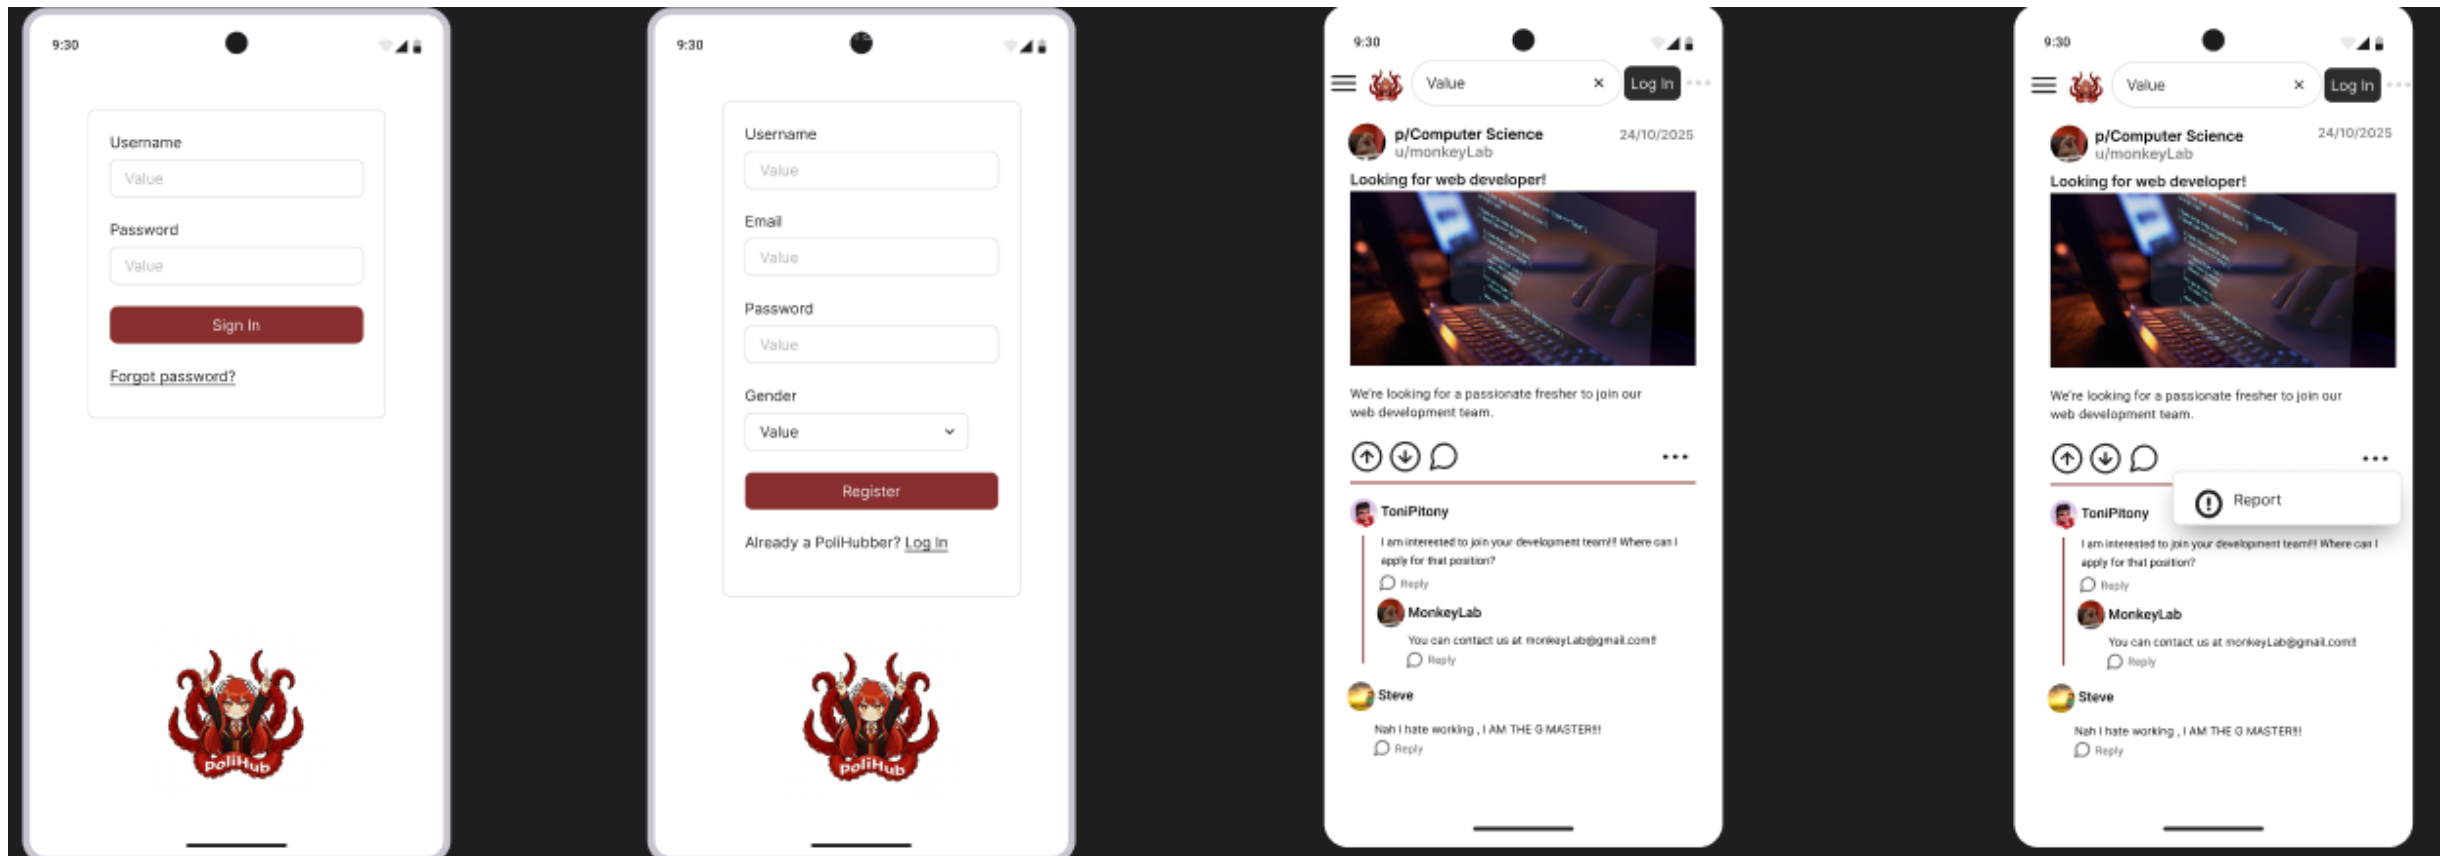 9:30
Username
Value
Password
Value
Sign In
Forgot password?
poliHub
9:30
Username
Value
Email
Value
Password
Value
Gender
Value
Register
Already a PoliHubber? Log In
poliHub
9:30
Value
Log In
p/Computer Science
24/10/2025
u/monkeyLab
Looking for web developer!
We're looking for a passionate fresher to join our
web development team.
ToniPitony
I am interested to join your development team!!! Where can I
apply for that position?
Reply
MonkeyLab
You can contact us at monkeyLab@gmail.com!!
Reply
Steve
Nah I hate working , I AM THE G MASTER!!!
Reply
9:30
Value
Log In
p/Computer Science
24/10/2025
u/monkeyLab
Looking for web developer!
We're looking for a passionate fresher to join our
web development team.
Report
ToniPitony
I am interested to join your development team!!! Where can I
apply for that position?
Reply
MonkeyLab
You can contact us at monkeyLab@gmail.com!!
Reply
Steve
Nah I hate working , I AM THE G MASTER!!!
Reply